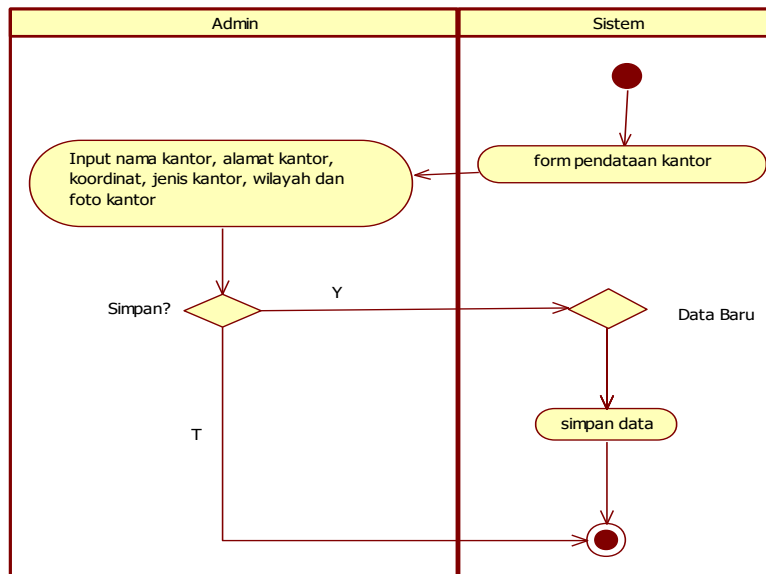 Admin
Sistem
form pendataan kantor
Input nama kantor, alamat kantor,
koordinat, jenis kantor, wilayah dan
foto kantor
Simpan?
Y
Data Baru
T
simpan data